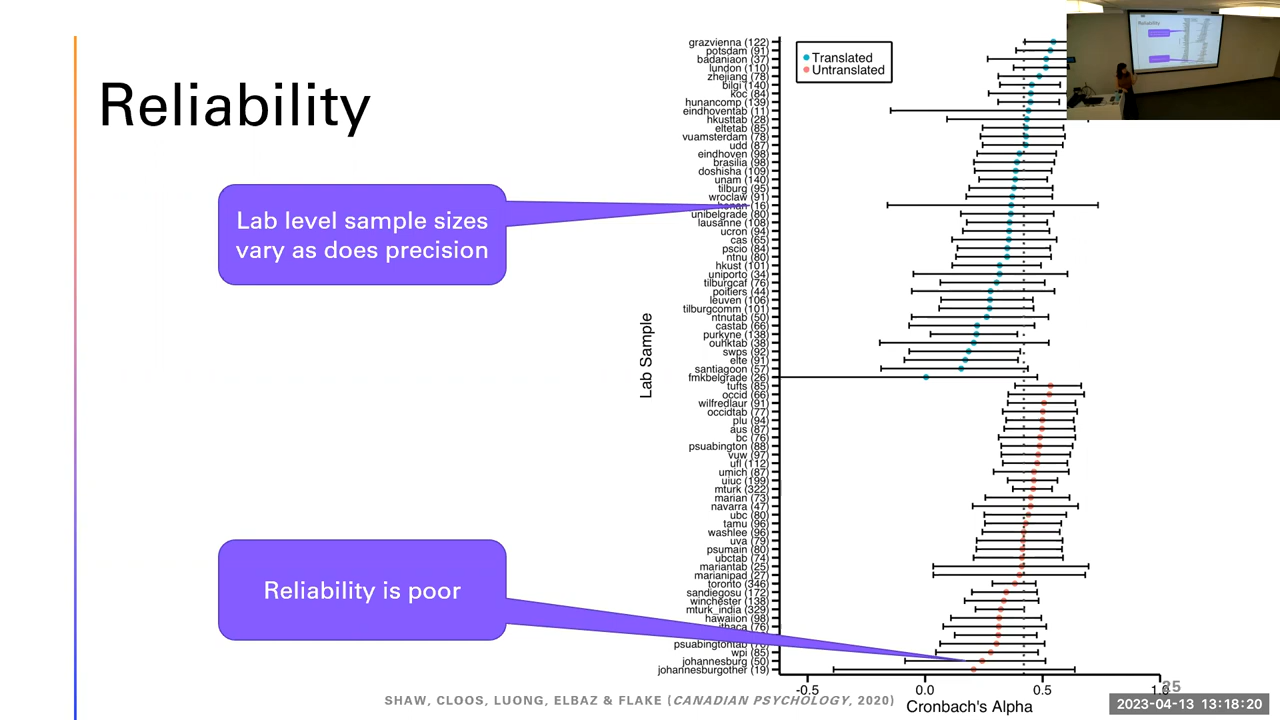 Reliability
Lab level sample sizes
vary as does precision
Reliability is poor
Lab Sample
grazvienna (122)
potsdam (91)
badaniaon (37)
lundon (110)
zhejiang (78)
bilgi (140)
koc (84)
hunancomp (139)
eindhoventab (11)
hkusttab (28)
eltetab (85)
vuamsterdam (78)
udd (87)
eindhoven (98)
brasilia (98)
doshisha (109)
unam (140)
tilburg (95)
wroclaw (91)
(16)
unibelgrade (80)
lausanne (108)
ucron (94)
cas (65)
pscio (84)
ntnu (80)
hkust (101)
uniporto (34)
tilburgcaf (76)
poitiers (44)
leuven (106)
tilburgcomm (101)
ntnutab (50)
castab (66)
purkyne (138)
ouhktab (38)
swps (92)
elte (91)
santiagoon (57)
fmkbelgrade (26)
tufts (85)
occid (66)
wilfredlaur (91)
occidtab (77)
plu (94)
aus (87)
bc (76)
psuabington (88)
vuw (97)
ufl (112)
umich (87)
uiuc (199)
mturk (322)
marian (73)
navarra (47)
ubc (80)
tamu (96)
washlee (96)
uva (79)
psumain (80)
ubctab (74)
mariantab (25)
marianipad (27)
toronto (346)
sandiegosu (172)
winchester (138)
mturk_india (329)
hawaiion (98)
ithaca (76)
psuabingtontab
wpi (85)
johannesburg (50)
johannesburgother (19)
Translated
Untranslated
-0.5 0.0 0.5 1.0
Cronbach's Alpha
SHAW, CLOOS, LUONG, ELBAZ & FLAKE (CANADIAN PSYCHOLOGY, 2020)
35
2023-04-13 13:18:20